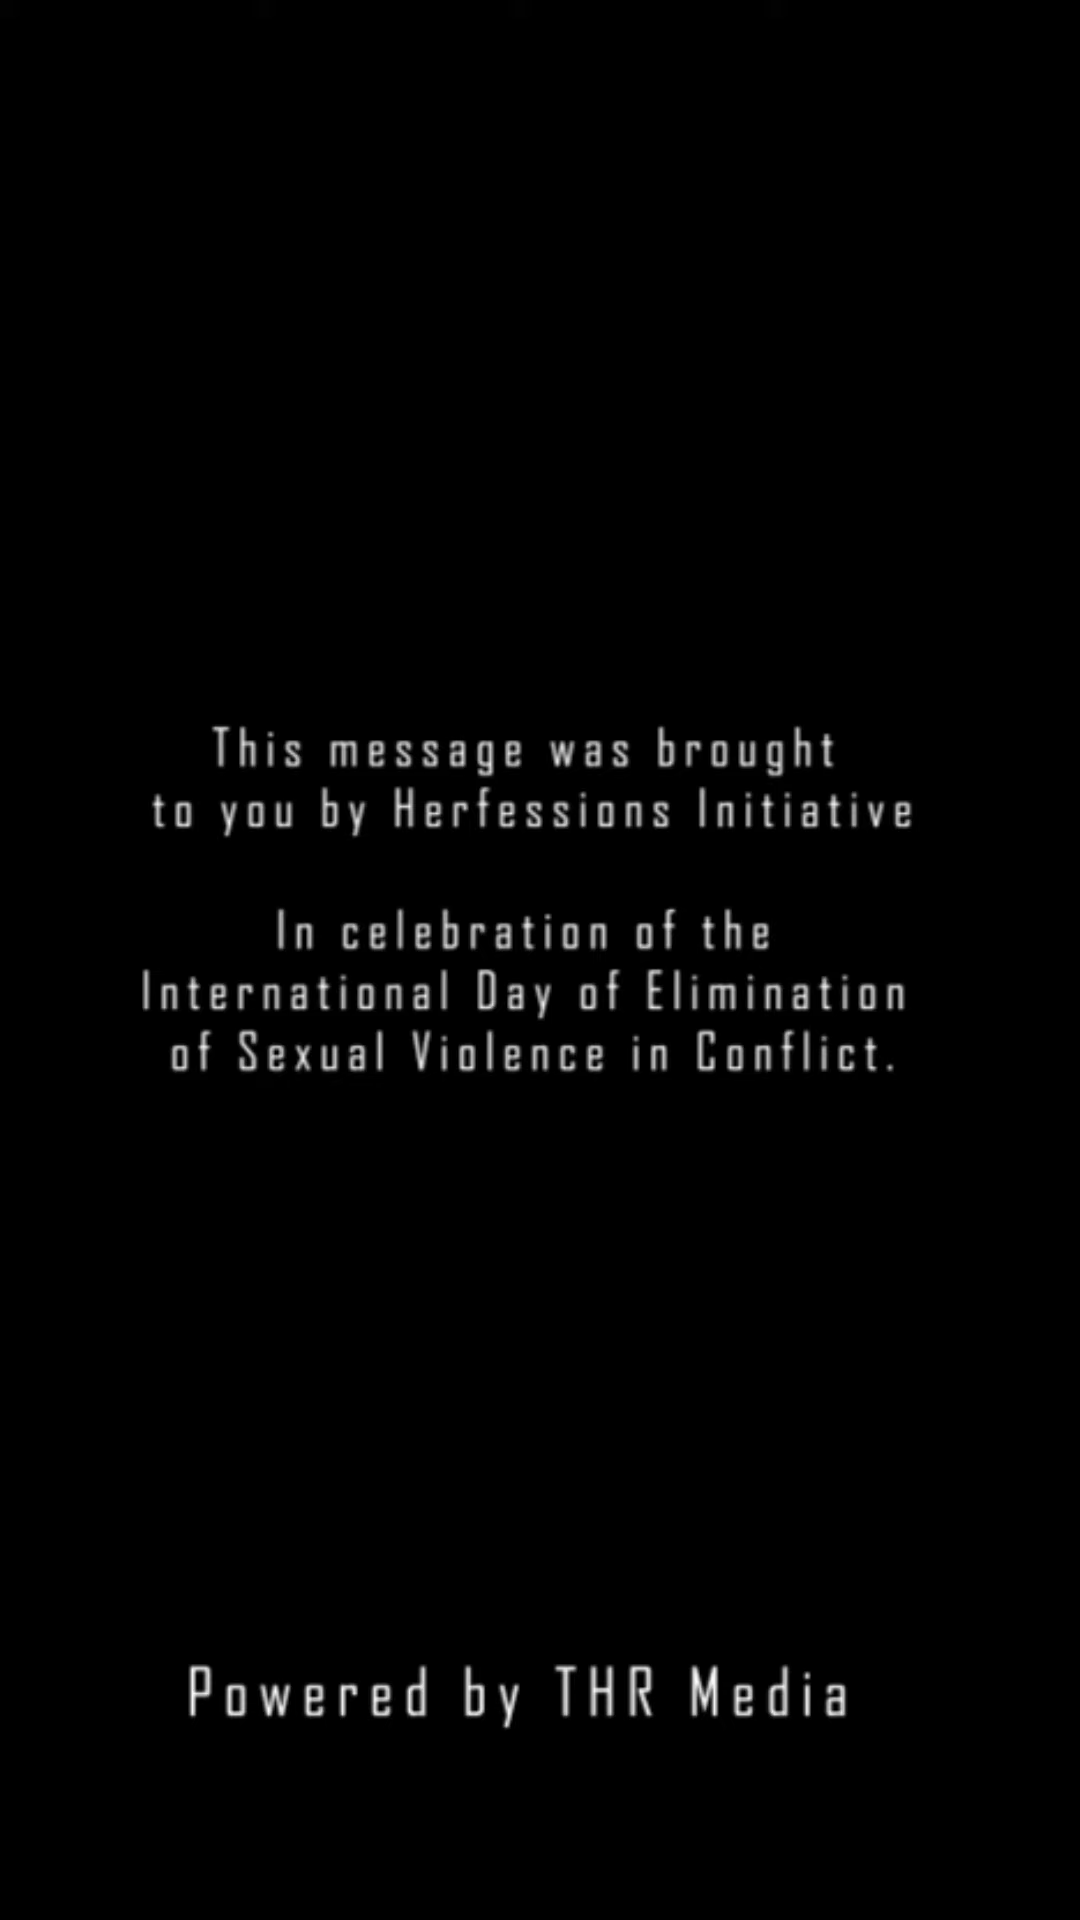 This message was brought
to you by Herfessions Initiative
In celebration of the
International Day of Elimination
of Sexual Violence in Conflict.
Powered by THR Media